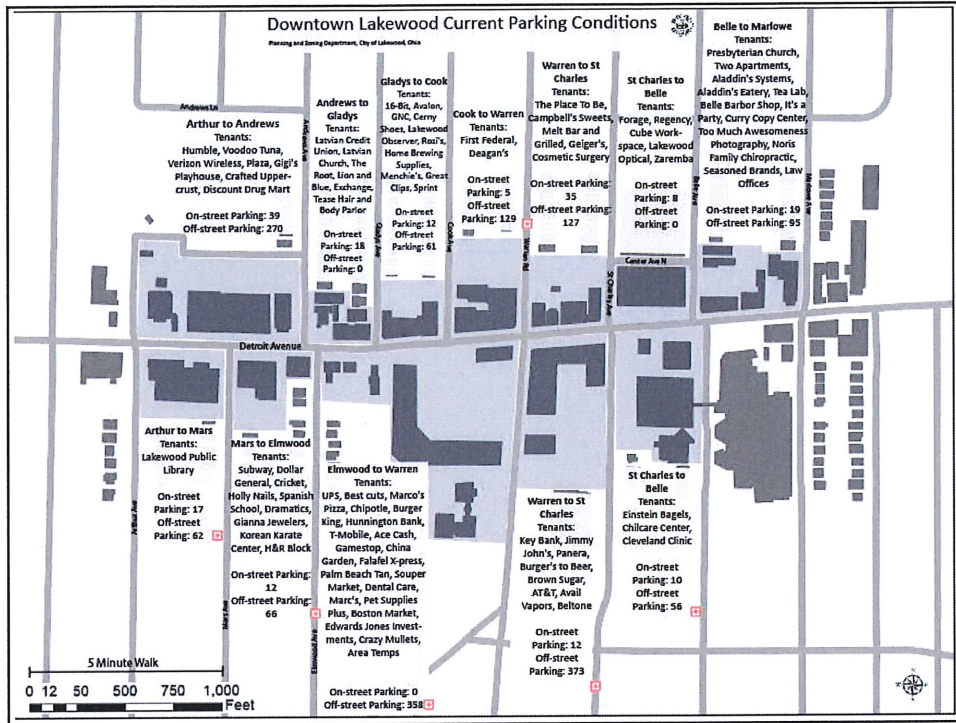 Downtown Lakewood Current Parking Conditions
Planning and Zoning Department, City of Lakewood, Ohio
Andrews Ln
Arthur to Andrews
Tenants:
Humble, Voodoo Tuna,
Verizon Wireless, Plaza, Gigi's
Playhouse, Crafted Upper-
crust, Discount Drug Mart
On-street Parking: 39
Off-street Parking: 270
Andrews Ave
Andrews to
Gladys
Tenants:
Latvian Credit
Union, Latvian
Church, The
Root, Lion and
Blue, Exchange,
Tease Hair and
Body Parlor
On-street
Parking: 18
Off-street
Parking: 0
Gladys Ave
Gladys to Cook
Tenants:
16-Bit, Avalon,
GNC, Cerny
Shoes, Lakewood
Observer, Rozi's,
Home Brewing
Supplies,
Menchie's, Great
Clips, Sprint
On-street
Parking: 12
Off-street
Parking: 61
Cook Ave
Cook to Warren
Tenants:
First Federal,
Deagan's
On-street
Parking: 5
Off-street
Parking: 129
Warren Rd
Warren to St
Charles
Tenants:
The Place To Be,
Campbell's Sweets,
Melt Bar and
Grilled, Geiger's,
Cosmetic Surgery
On-street Parking:
35
Off-street Parking:
127
St Charles Ave
St Charles to
Belle
Tenants:
Forage, Regency,
Cube Work-
space, Lakewood
Optical, Zaremba
On-street
Parking: 8
Off-street
Parking: 0
Center Ave N
Belle Ave
Belle to Marlowe
Tenants:
Presbyterian Church,
Two Apartments,
Aladdin's Systems,
Aladdin's Eatery, Tea Lab,
Belle Barbor Shop, It's a
Party, Curry Copy Center,
Too Much Awesomeness
Photography, Noris
Family Chiropractic,
Seasoned Brands, Law
Offices
On-street Parking: 19
Off-street Parking: 95
Marlowe Ave
Detroit Avenue
Arthur to Mars
Tenants:
Lakewood Public
Library
On-street
Parking: 17
Off-street
Parking: 62
Arthur Ave
Mars to Elmwood
Tenants:
Subway, Dollar
General, Cricket,
Holly Nails, Spanish
School, Dramatics,
Gianna Jewelers,
Korean Karate
Center, H&R Block
On-street Parking:
12
Off-street Parking:
66
Mars Ave
Elmwood to Warren
Tenants:
UPS, Best cuts, Marco's
Pizza, Chipotle, Burger
King, Hunnington Bank,
T-Mobile, Ace Cash,
Gamestop, China
Garden, Falafel X-press,
Palm Beach Tan, Souper
Market, Dental Care,
Marc's, Pet Supplies
Plus, Boston Market,
Edwards Jones Invest-
ments, Crazy Mullets,
Area Temps
On-street Parking: 0
Off-street Parking: 358
Elmwood Ave
Warren to St
Charles
Tenants:
Key Bank, Jimmy
John's, Panera,
Burger's to Beer,
Brown Sugar,
AT&T, Avail
Vapors, Beltone
On-street
Parking: 12
Off-street
Parking: 373
St Charles to
Belle
Tenants:
Einstein Bagels,
Chilcare Center,
Cleveland Clinic
On-street
Parking: 10
Off-street
Parking: 56
5 Minute Walk
0 12 50 500 750 1,000
Feet